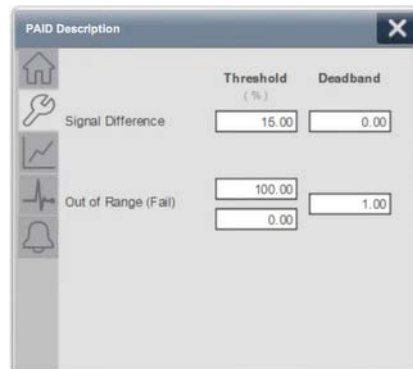 PAID Description
Threshold Deadband
(%)
Signal Difference 15.00 0.00
100.00
Out of Range (Fail) 1.00
0.00